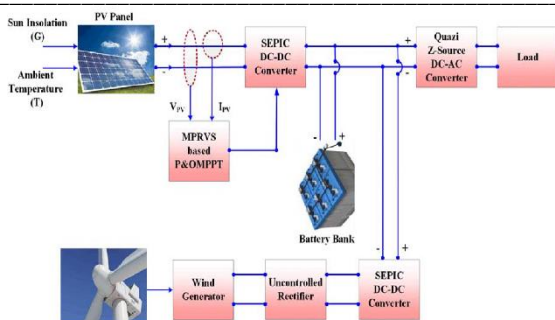 Sun Insolation
(G)
PV Panel
Ambient
Temperature
(T)
+
-
SEPIC
DC-DC
Converter
+
-
Quazi
Z-Source
DC-AC
Converter
Load
VPV
IPV
MPRVS
based
P&OMPPT
-
+
Battery Bank
-
+
Wind
Generator
Uncontrolled
Rectifier
SEPIC
DC-DC
Converter